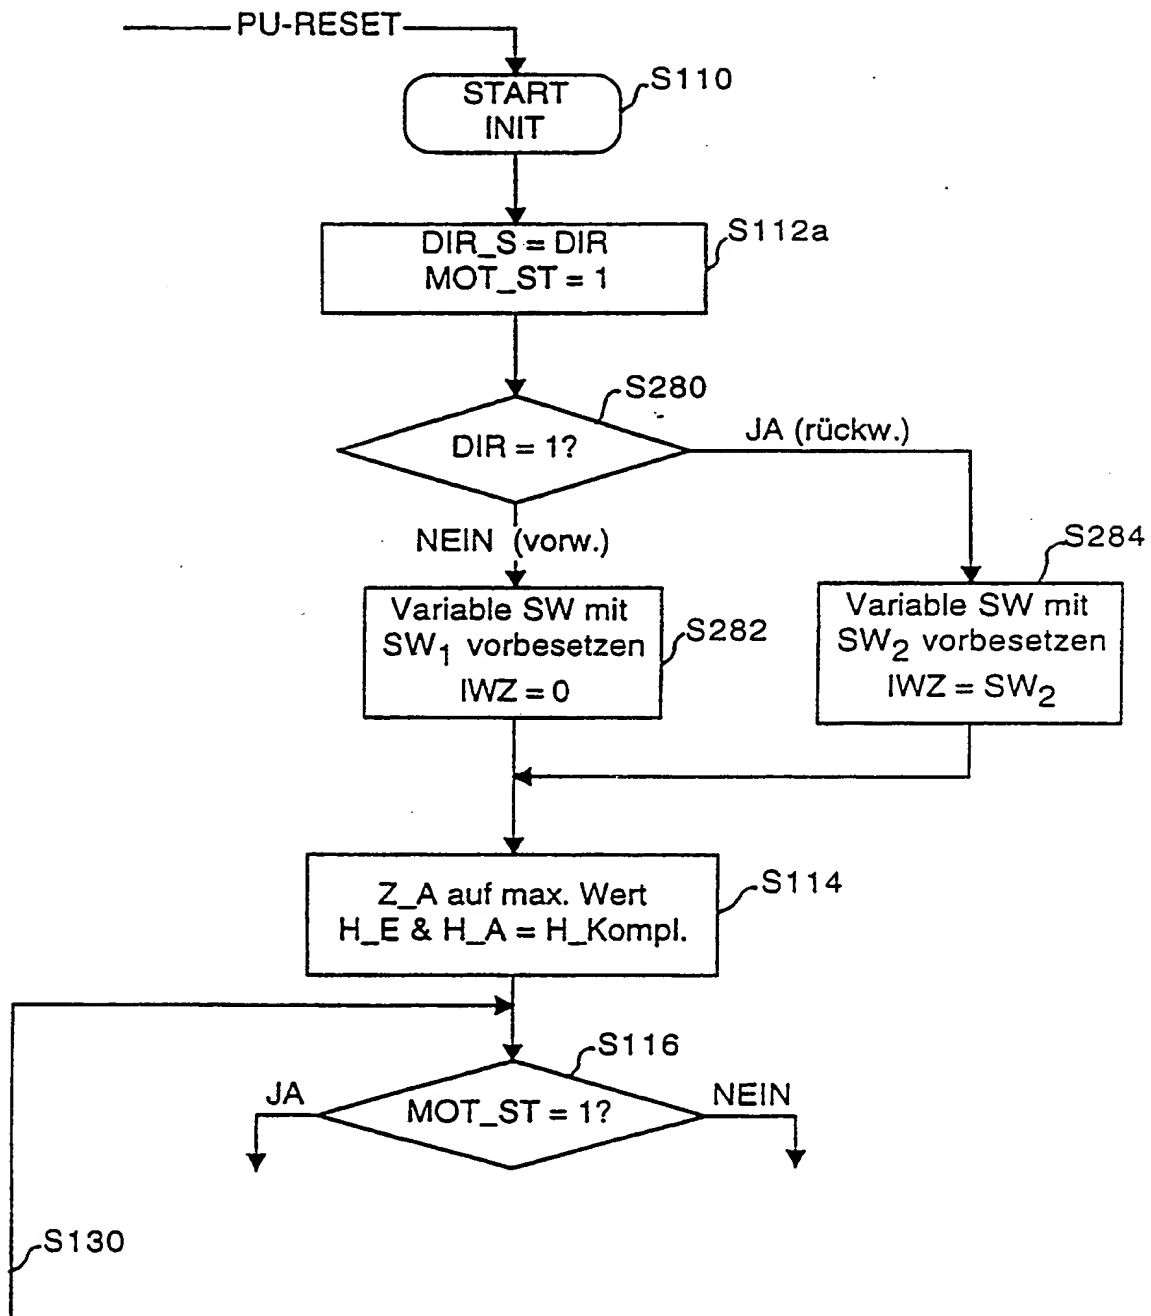 PU-RESET
START
INIT
S110
DIR_S = DIR
MOT_ST = 1
S112a
S280
DIR = 1?
JA (rückw.)
NEIN (vorw.)
S284
Variable SW mit
SW₁ vorbesetzen
IWZ = 0
S282
Variable SW mit
SW₂ vorbesetzen
IWZ = SW₂
Z_A auf max. Wert
H_E & H_A = H_Kompl.
S114
S116
JA
MOT_ST = 1?
NEIN
S130